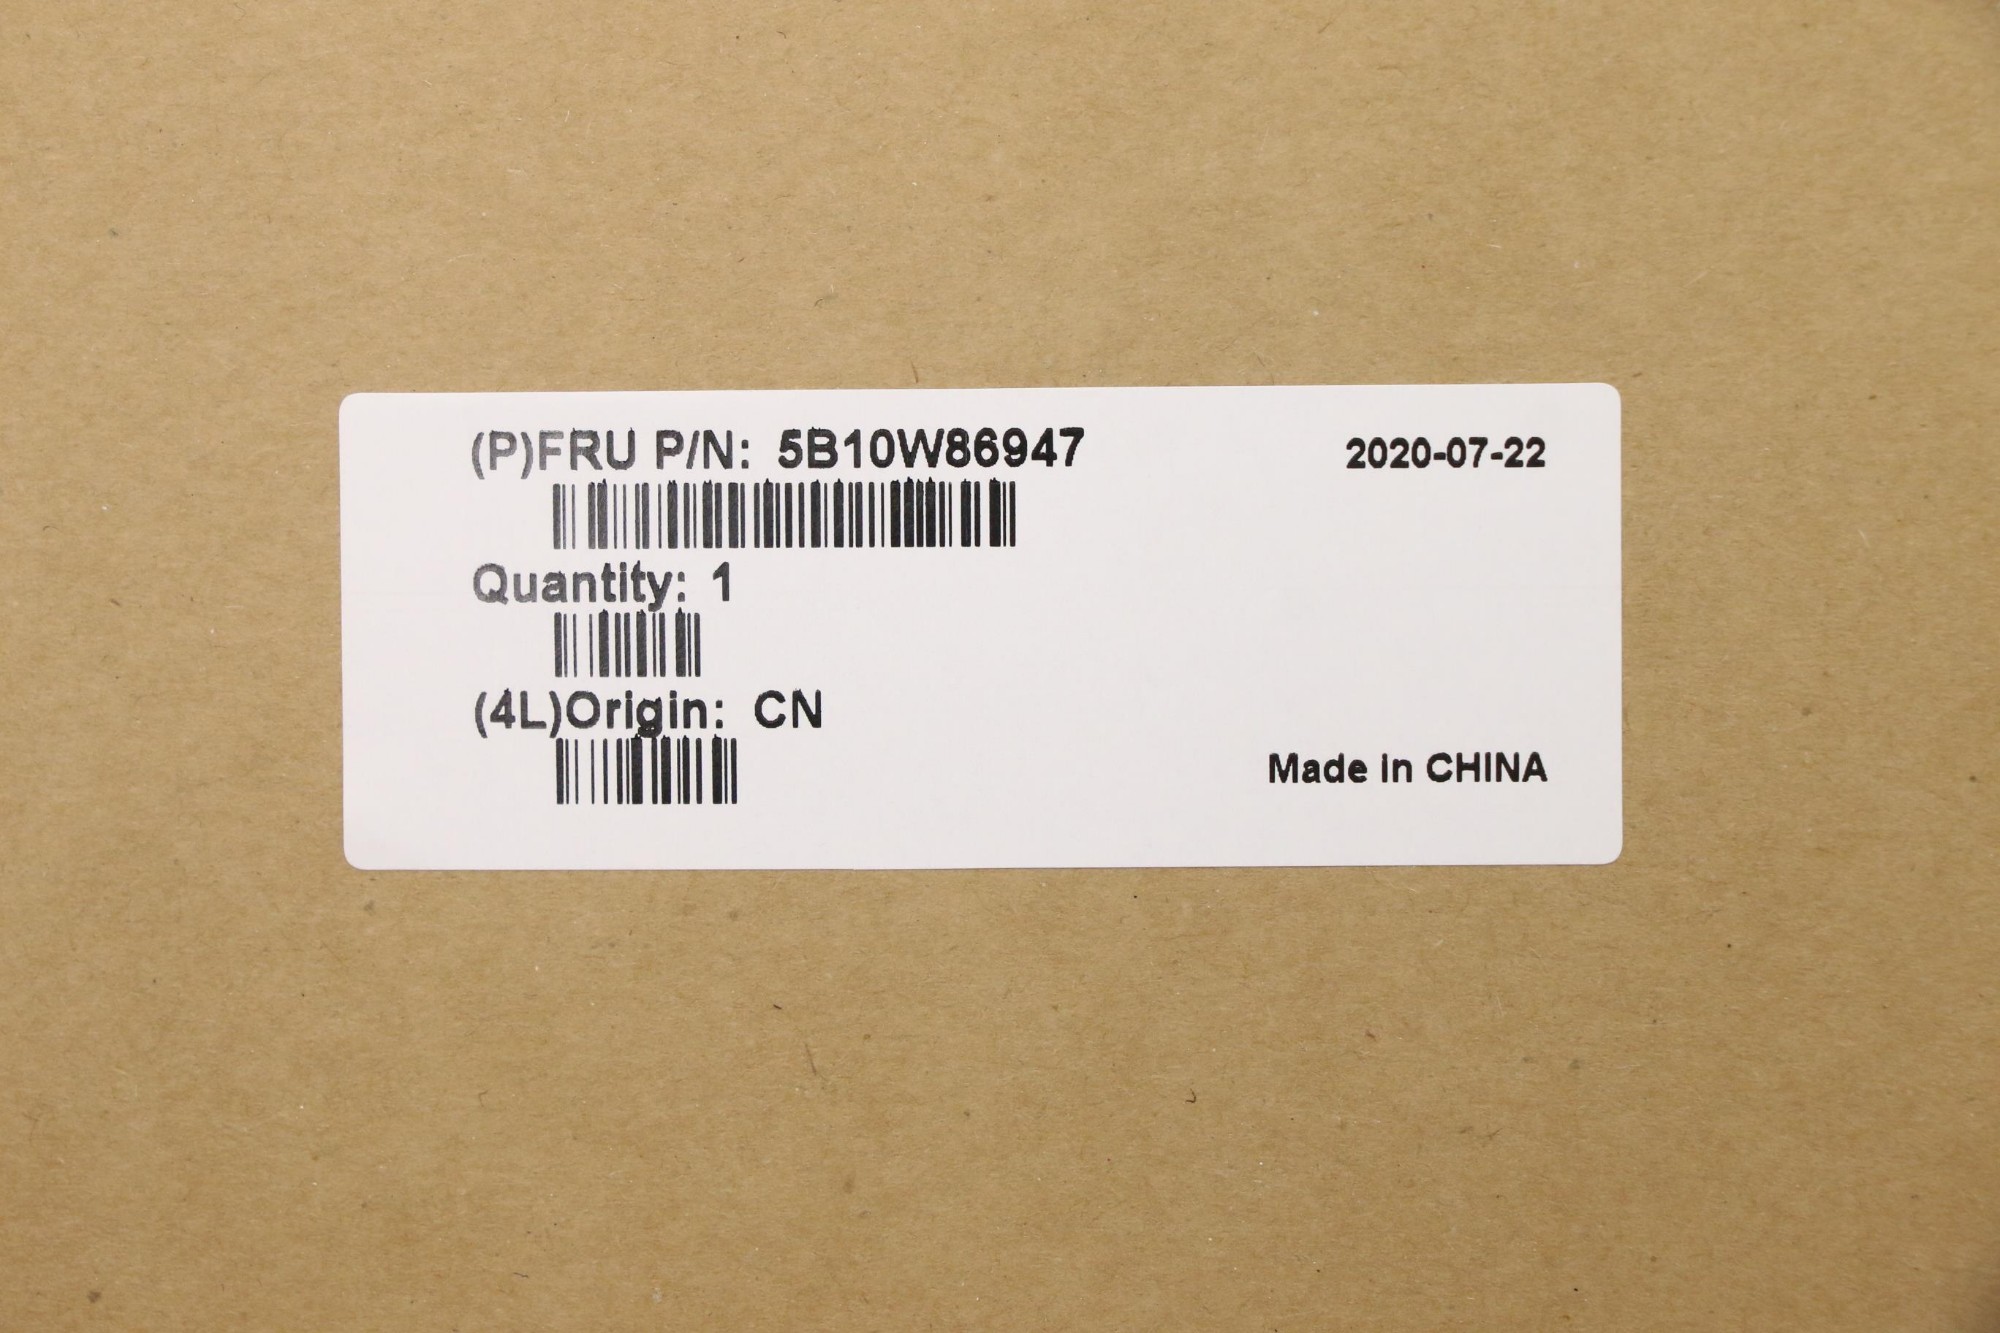 (P)FRU P/N: 5B10W86947
2020-07-22
Quantity: 1
(4L)Origin: CN
Made in CHINA